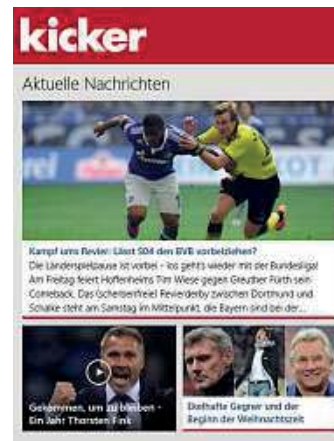 kicker
Aktuelle Nachrichten
Kampf ums Revier: Lässt S04 den BVB vorbeiziehen?
Die Länderspielpause ist vorbei - los geht's wieder mit der Bundesliga!
Am Freitag feiert Hoffenheims Tim Wiese gegen Greuther Fürth sein
Comeback. Das Revierderby zwischen Dortmund und
Schalke steht am Samstag im Mittelpunkt, die Bayern sind bei der...
Gekommen, um zu bleiben -
Ein Jahr Thorsten Fink
Ekelhafte Gegner und der
Beginn der Weihnachtszeit